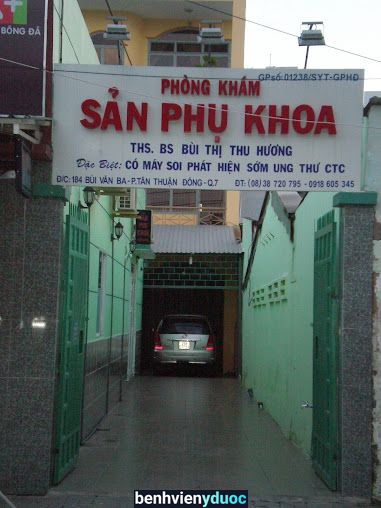 BÓNG ĐÁ
GPsố:01238/SYT-GPHĐ
PHÒNG KHÁM
SẢN PHỤ KHOA
THS. BS BÙI THỊ THU HƯƠNG
Đặc Biệt: CÓ MÁY SOI PHÁT HIỆN SỚM UNG THƯ CTC
Đ/C: 184 BÙI VĂN BA-P.TÂN THUẬN ĐÔNG-Q.7 ĐT: (08)38 720 795 - 0918 605 345
benhvienyduoc